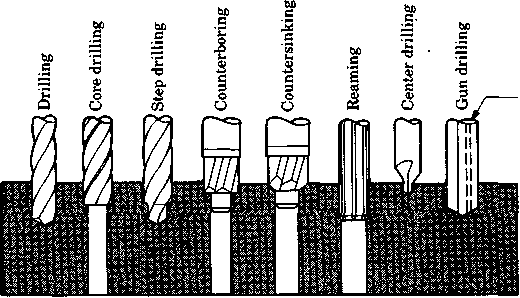 Drilling
Core drilling
Step drilling
Counterboring
Countersinking
Reaming
Center drilling
Gun drilling